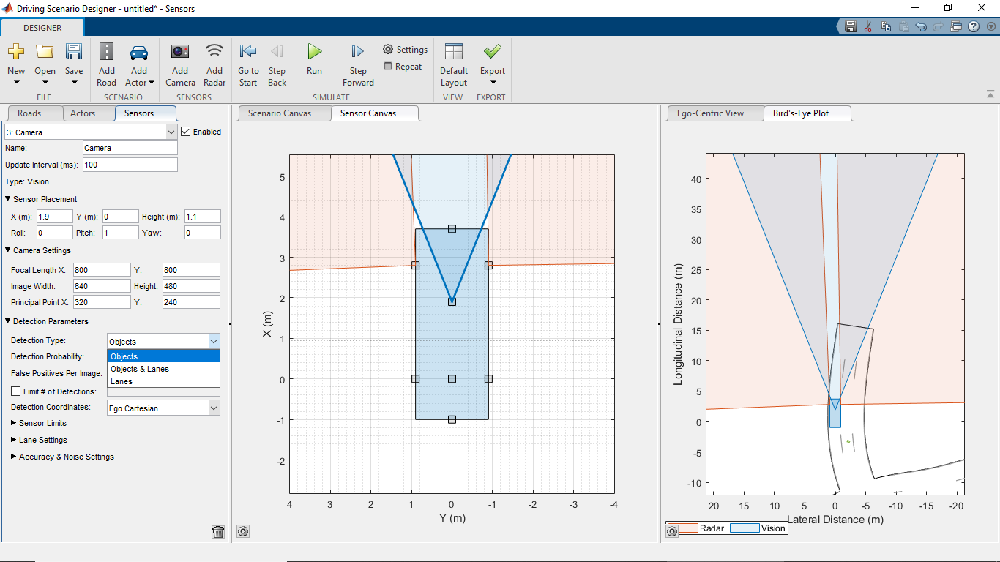 Driving Scenario Designer - untitled* - Sensors
DESIGNER
New
Open
Save
Add Road
Add Actor
Add Camera
Add Radar
Go to Start
Step Back
Run
Step Forward
Settings
Repeat
Default Layout
Export
FILE
SCENARIO
SENSORS
SIMULATE
VIEW
EXPORT
Roads
Actors
Sensors
3: Camera
Enabled
Name: Camera
Update Interval (ms): 100
Type: Vision
Sensor Placement
X (m): 1.9 Y (m): 0 Height (m): 1.1
Roll: 0 Pitch: 1 Yaw: 0
Camera Settings
Focal Length X: 800 Y: 800
Image Width: 640 Height: 480
Principal Point X: 320 Y: 240
Detection Parameters
Detection Type: Objects
Detection Probability: Objects
Objects & Lanes
False Positives Per Image:
Lanes
Limit # of Detections:
Detection Coordinates: Ego Cartesian
Sensor Limits
Lane Settings
Accuracy & Noise Settings
Scenario Canvas
Sensor Canvas
5
4
3
2
1
0
-1
-2
X (m)
4 3 2 1 0 -1 -2 -3 -4
Y (m)
Ego-Centric View
Bird's-Eye Plot
40
35
30
25
20
15
10
5
0
-5
-10
Longitudinal Distance (m)
20 15 10 5 0 -5 -10 -15 -20
Lateral Distance (m)
Radar
Vision